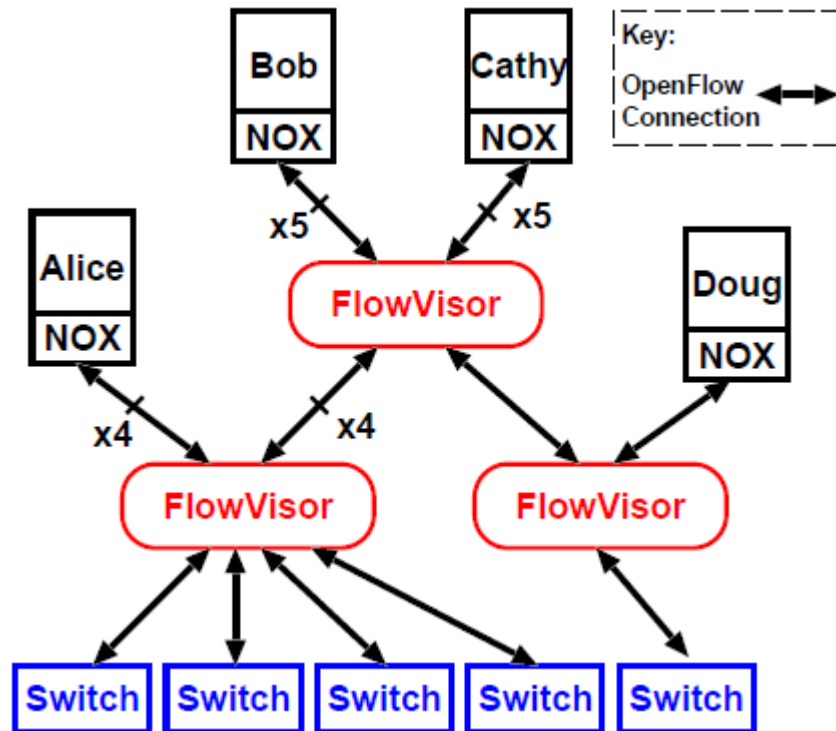 Bob
NOX
Cathy
NOX
Key:
OpenFlow
Connection
x5
x5
Alice
NOX
FlowVisor
Doug
NOX
x4
x4
FlowVisor
FlowVisor
Switch
Switch
Switch
Switch
Switch